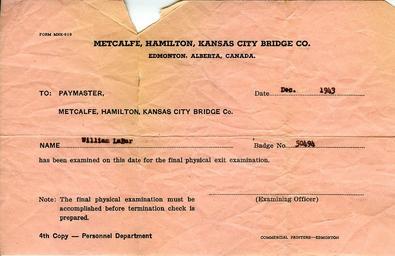 FORM MHK-919
METCALFE, HAMILTON, KANSAS CITY BRIDGE CO.
EDMONTON, ALBERTA, CANADA.
TO: PAYMASTER, Date Dec. 1943
METCALFE, HAMILTON, KANSAS CITY BRIDGE Co.
NAME William LaBar Badge No. 50494
has been examined on this date for the final physical exit examination.
(Examining Officer)
Note: The final physical examination must be
accomplished before termination check is
prepared.
4th Copy — Personnel Department COMMERCIAL PRINTERS—EDMONTON